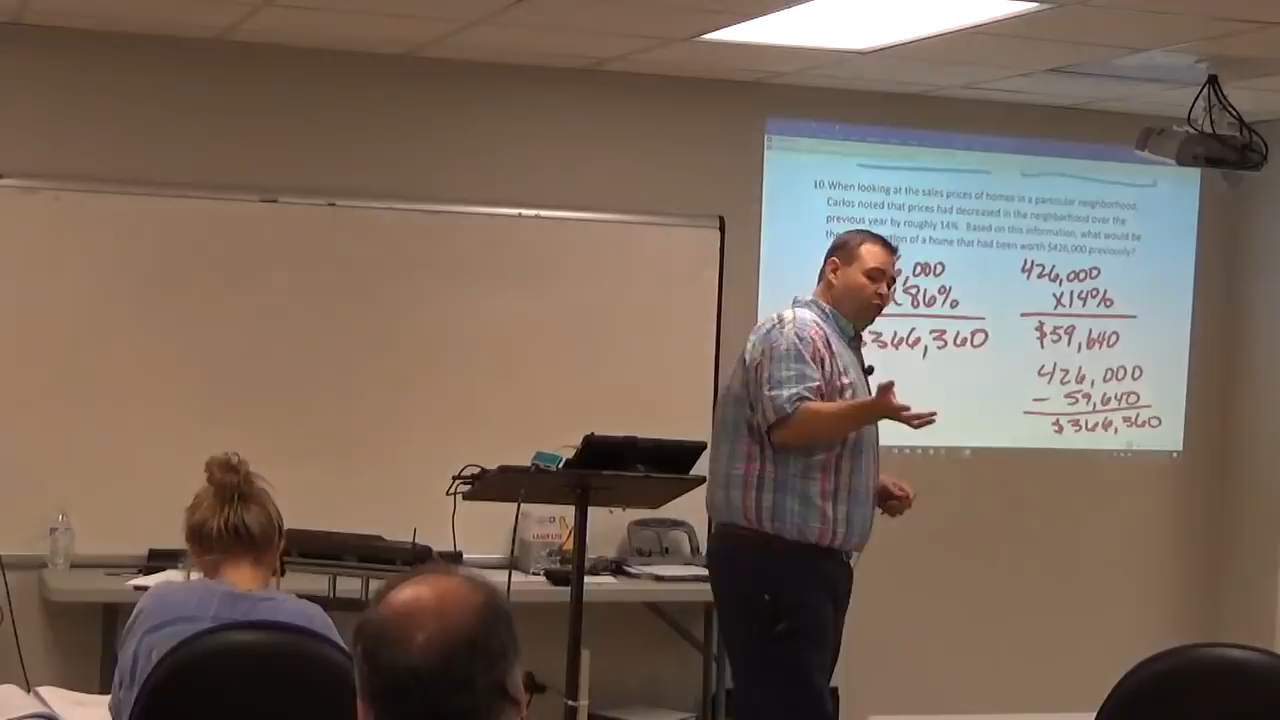 10. When looking at the sales prices of homes in a particular neighborhood,
Carlos noted that prices had decreased in the neighborhood over the
previous year by roughly 14%. Based on this information, what would be
of a home that had been worth $426,000 previously?
,000
86%
$366,360
426,000
x14%
$59,640
426,000
- 59,640
$366,360